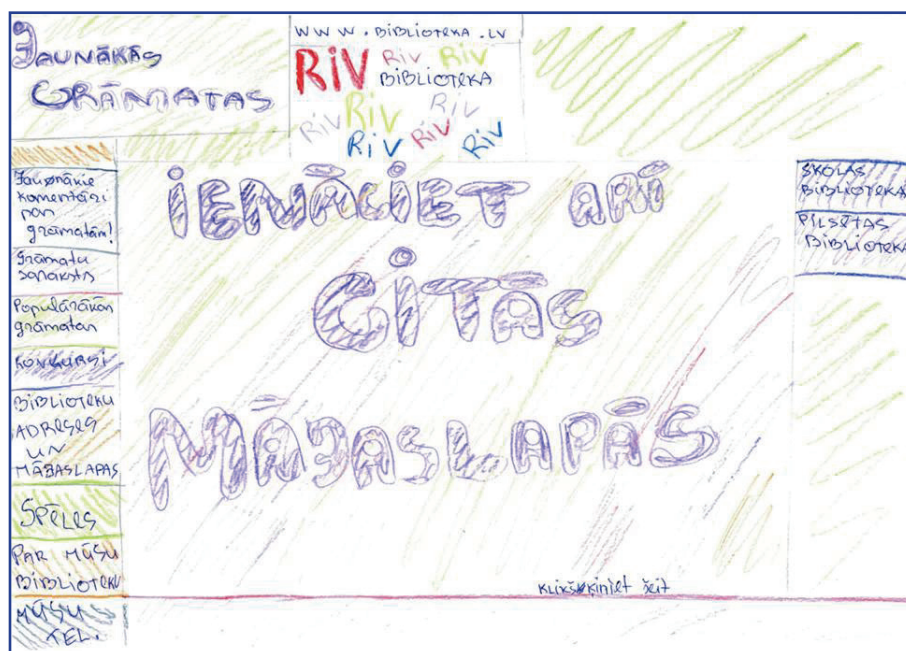 Jaunākās
Grāmatas
www.biblioteka.lv
Riv Riv Riv
Biblioteka
Riv Riv Riv
Riv Riv Riv
Jaunākie
komentāri
par
grāmatām!
Grāmatu
saraksts
Populārākās
grāmatas
Konkursi
Bibliotēku
adreses
un
mājaslapas
Spēles
Par mūsu
bibliotēku
Mūsu
tel.
ienāciet arī
citās
mājaslapās
klikšķiniet šeit
Skolas
bibliotēka
Pilsētas
bibliotēka